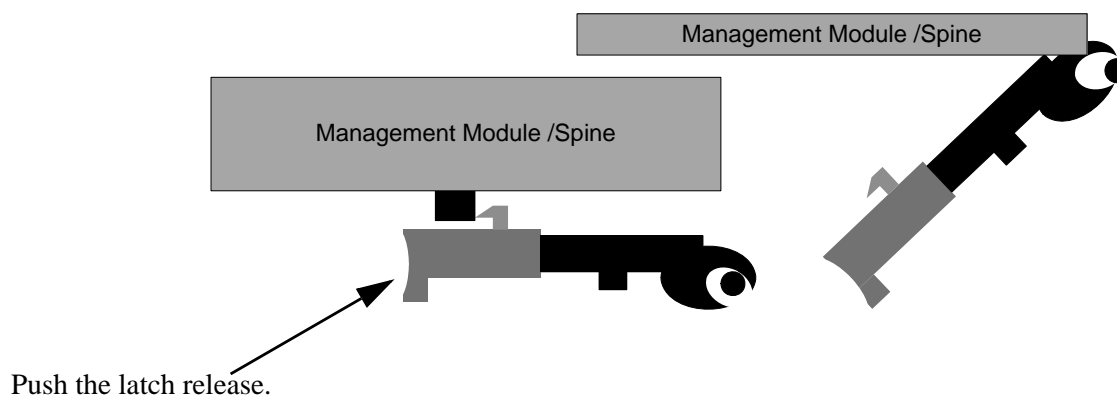 Management Module /Spine
Management Module /Spine
Push the latch release.